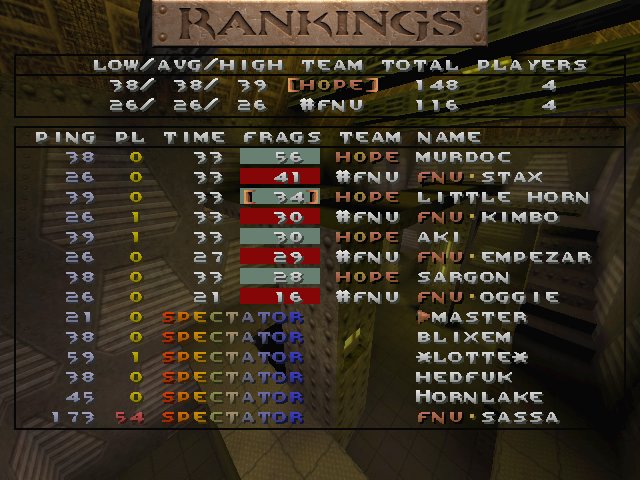 RANKINGS
LOW/AVG/HIGH TEAM TOTAL PLAYERS
38/ 38/ 39 [HOPE] 148 4
26/ 26/ 26 #FNU 116 4
PING PL TIME FRAGS TEAM NAME
38 0 33 56 HOPE MURDOC
26 0 33 41 #FNU FNU·STAX
39 0 33 [ 34] HOPE LITTLE HORN
26 1 33 30 #FNU FNU·KIMBO
39 1 33 30 HOPE AKI
26 0 27 29 #FNU FNU·EMPEZAR
38 0 33 28 HOPE SARGON
26 0 21 16 #FNU FNU·OGGIE
21 0 SPECTATOR MASTER
38 0 SPECTATOR BLIXEM
59 1 SPECTATOR *LOTTE*
38 0 SPECTATOR HEDFUK
45 0 SPECTATOR HORNLAKE
173 54 SPECTATOR FNU·SASSA